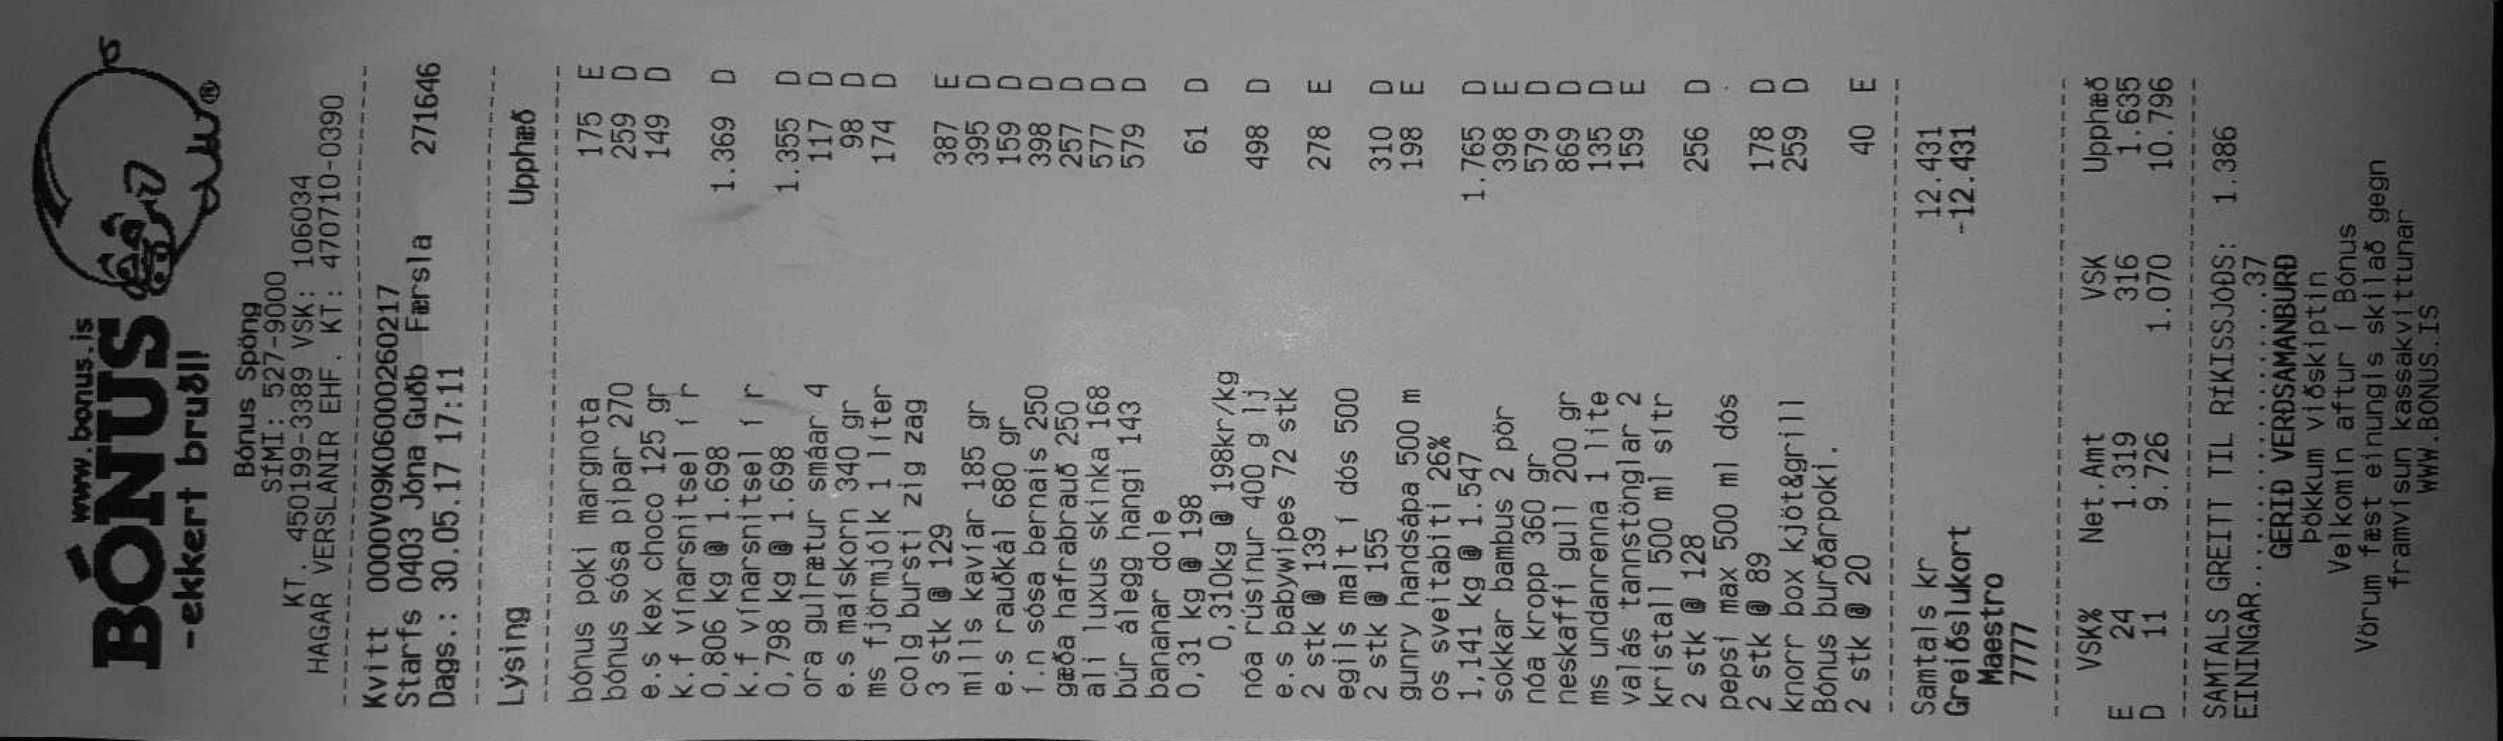 www.bonus.is
BÓNUS
-ekkert bruðl!
®
Bónus Spöng
SÍMI: 527-9000
KT. 450199-3389 VSK: 106034
HAGAR VERSLANIR EHF. KT: 470710-0390
Kvitt 0000V09K0600026021​7
Starfs 0403 Jóna Guðb Færsla 271646
Dags.: 30.05.17 17:11
Lýsing Upphæð
bónus poki margnota 175 E
bónus sósa pipar 270 259 D
e.s kex choco 125 gr 149 D
k.f vínarsnitsel í r
0,806 kg @ 1.698 1.369 D
k.f vínarsnitsel í r
0,798 kg @ 1.698 1.355 D
ora gulrætur smáar 4 117 D
e.s maískorn 340 gr 98 D
ms fjörmjólk 1 líter 174 D
colg bursti zig zag
3 stk @ 129 387 E
mills kavíar 185 gr 395 D
e.s rauðkál 680 gr 159 D
í.n sósa bernais 250 398 D
gæða hafrabrauð 250 257 D
ali luxus skinka 168 577 D
búr álegg hangi 143 579 D
bananar dole
0,31 kg @ 198 61 D
0,310kg @ 198kr/kg
nóa rúsínur 400 g lj 498 D
e.s babywipes 72 stk
2 stk @ 139 278 E
egils malt í dós 500
2 stk @ 155 310 D
gunry handsápa 500 m 198 E
os sveitabiti 26%
1,141 kg @ 1.547 1.765 D
sokkar bambus 2 pör 398 E
nóa kropp 360 gr 579 D
neskaffi gull 200 gr 869 D
ms undanrenna 1 lite 135 D
valás tannstönglar 2 159 E
kristall 500 ml sítr
2 stk @ 128 256 D
pepsi max 500 ml dós
2 stk @ 89 178 D
knorr box kjöt&grill 259 D
Bónus burðarpoki.
2 stk @ 20 40 E
Samtals kr 12.431
Greiðslukort -12.431
Maestro
7777
VSK% Net.Amt VSK Upphæð
E 24 1.319 316 1.635
D 11 9.726 1.070 10.796
SAMTALS GREITT TIL RÍKISSJÓÐS: 1.386
EININGAR....................37
GERIÐ VERÐSAMANBURÐ
Þökkum viðskiptin
Velkomin aftur í Bónus
Vörum fæst einungis skilað gegn
framvísun kassakvittunar
WWW.BONUS.IS